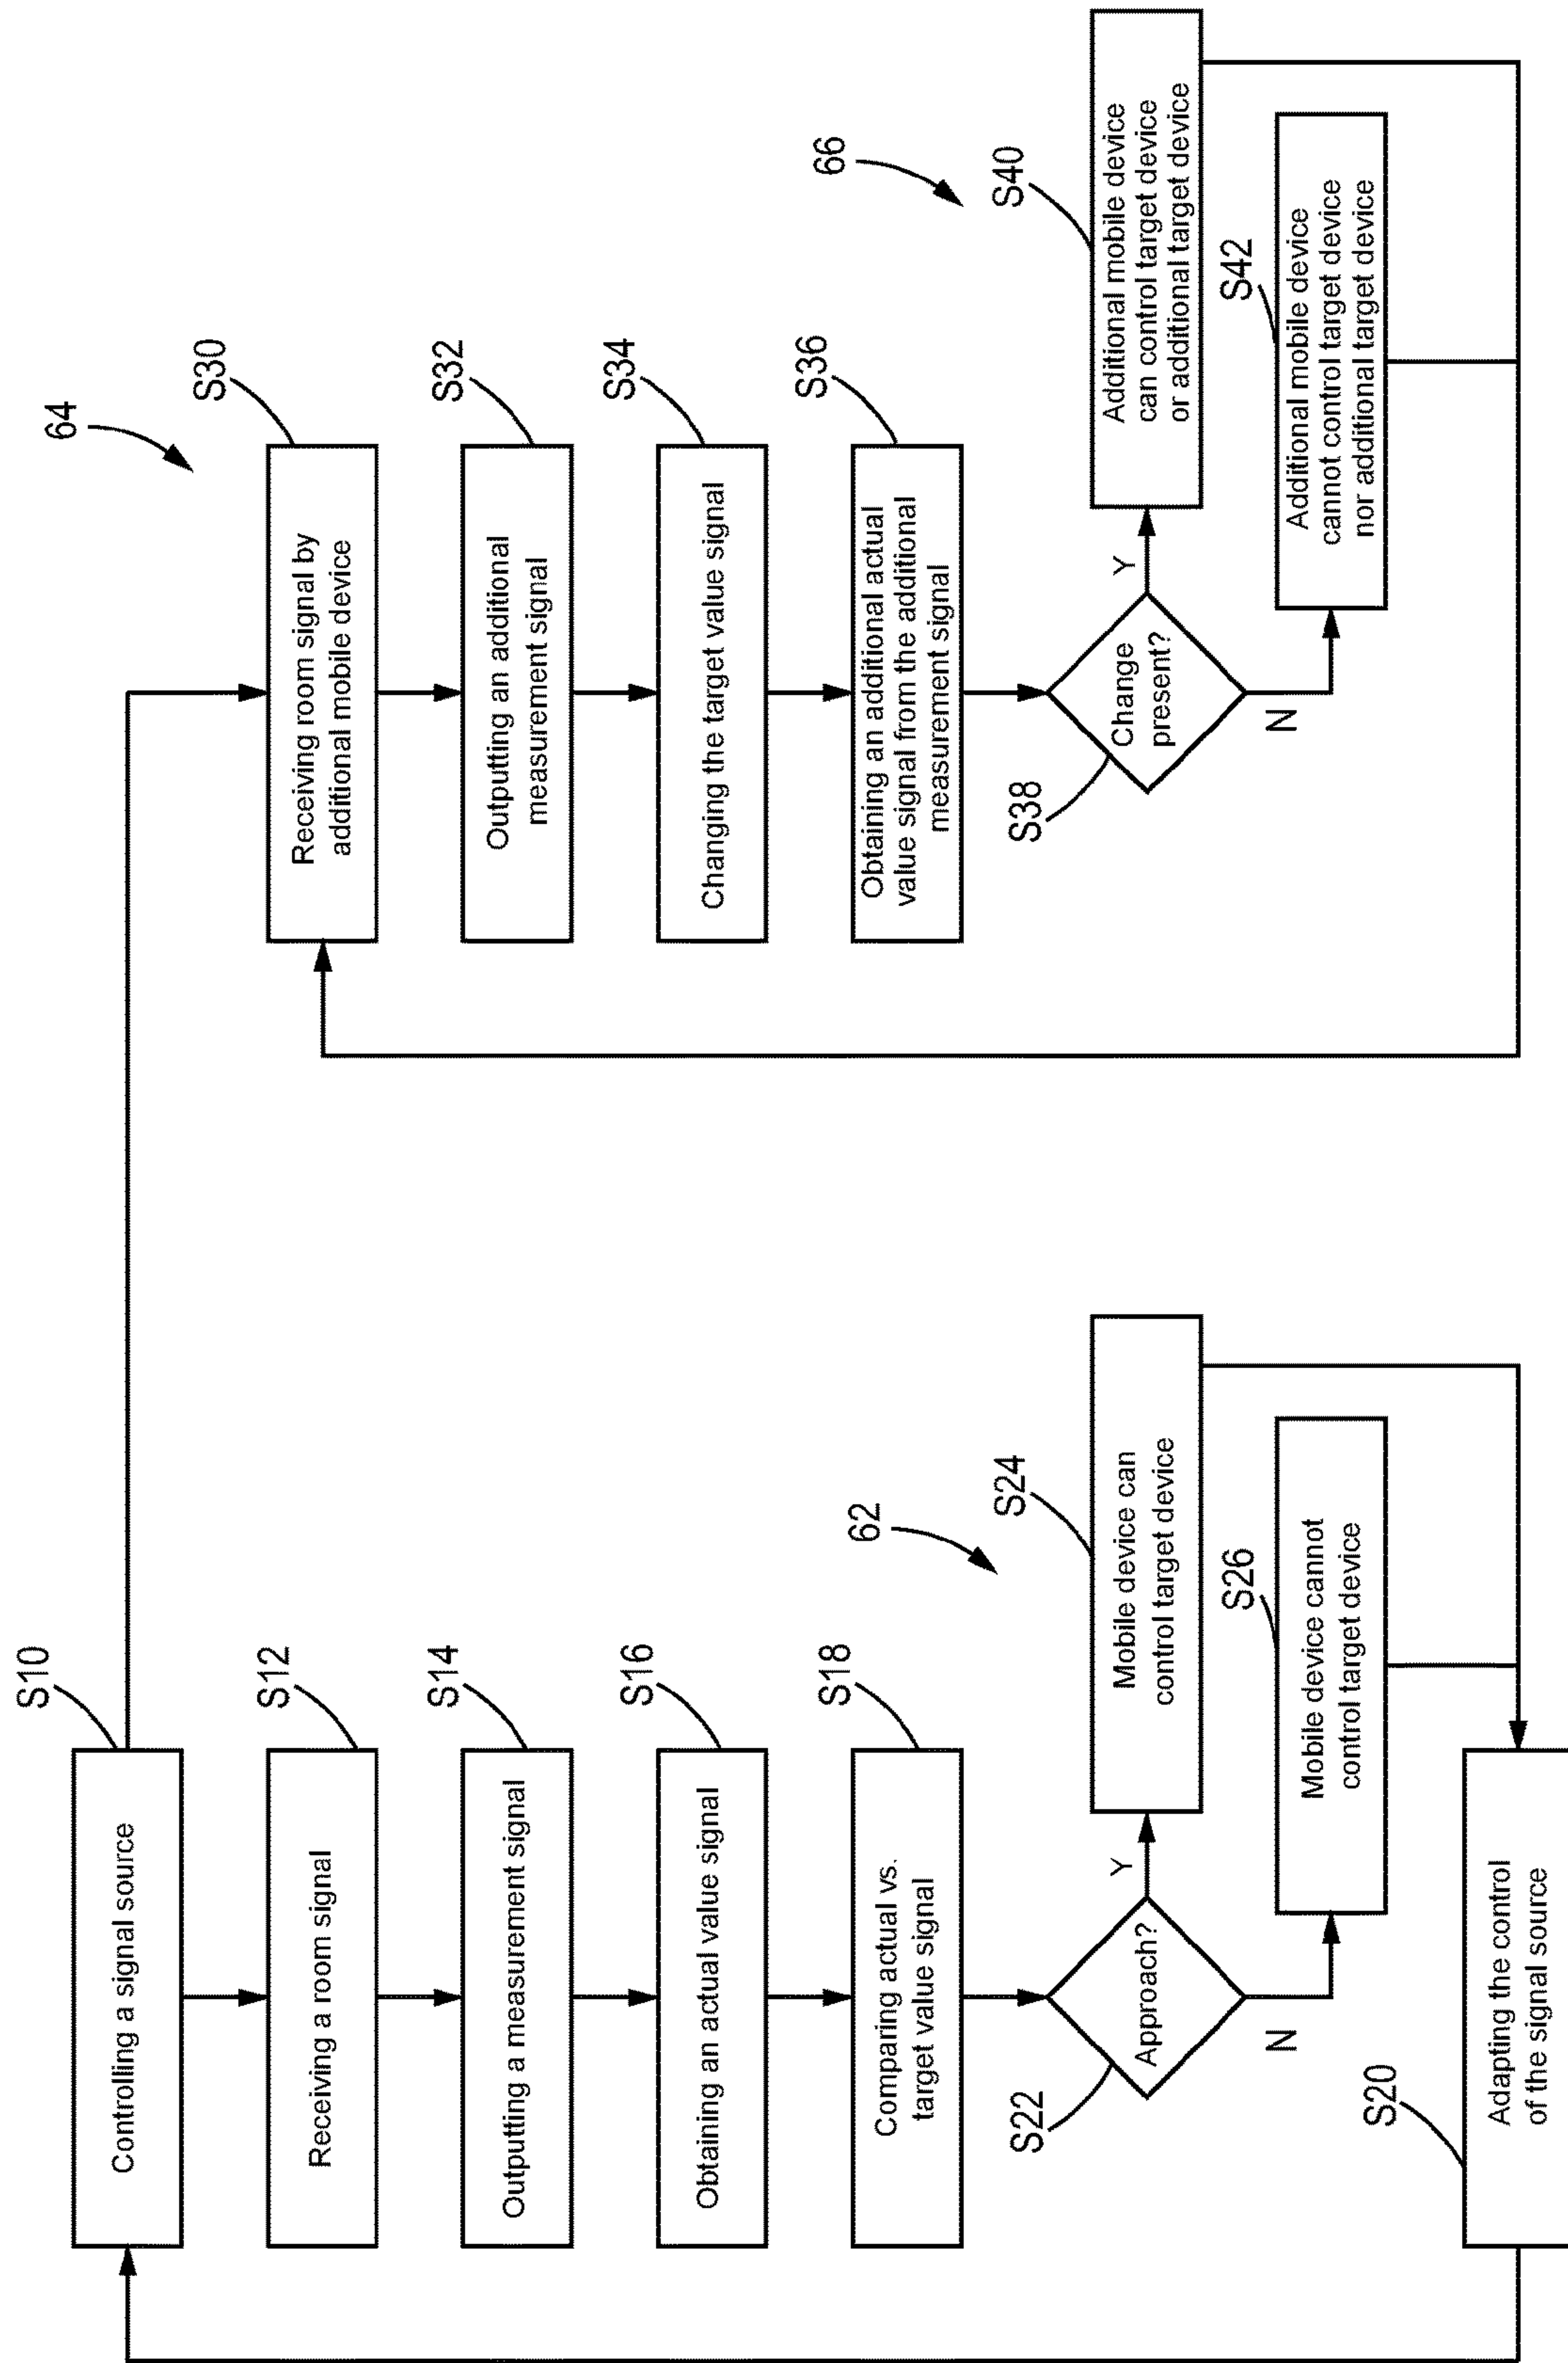 S10
Controlling a signal source
S12
Receiving a room signal
S14
Outputting a measurement signal
S16
Obtaining an actual value signal
S18
Comparing actual vs.
target value signal
62
S22
Approach?
Y
N
S24
Mobile device can
control target device
S26
Mobile device cannot
control target device
S20
Adapting the control
of the signal source
64
S30
Receiving room signal by
additional mobile device
S32
Outputting an additional
measurement signal
S34
Changing the target value signal
S36
Obtaining an additional actual
value signal from the additional
measurement signal
66
S38
Change
present?
Y
N
S40
Additional mobile device
can control target device
or additional target device
S42
Additional mobile device
cannot control target device
nor additional target device